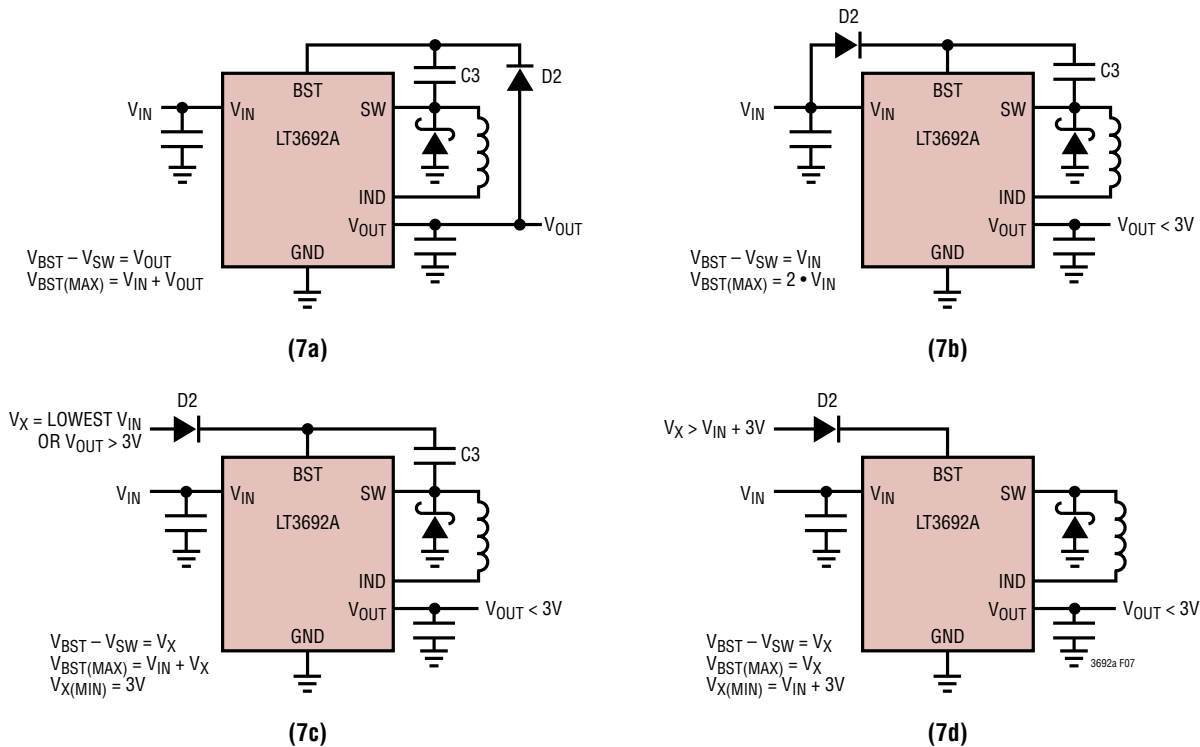 BST
C3
D2
V_IN
V_IN
SW
LT3692A
IND
V_OUT
V_OUT
GND
V_BST – V_SW = V_OUT
V_BST(MAX) = V_IN + V_OUT
(7a)
D2
BST
C3
V_IN
V_IN
SW
LT3692A
IND
V_OUT
V_OUT < 3V
GND
V_BST – V_SW = V_IN
V_BST(MAX) = 2 • V_IN
(7b)
D2
V_X = LOWEST V_IN
OR V_OUT > 3V
BST
C3
V_IN
V_IN
SW
LT3692A
IND
V_OUT
V_OUT < 3V
GND
V_BST – V_SW = V_X
V_BST(MAX) = V_IN + V_X
V_X(MIN) = 3V
(7c)
D2
V_X > V_IN + 3V
BST
V_IN
V_IN
SW
LT3692A
IND
V_OUT
V_OUT < 3V
GND
V_BST – V_SW = V_X
V_BST(MAX) = V_X
V_X(MIN) = V_IN + 3V
3692a F07
(7d)